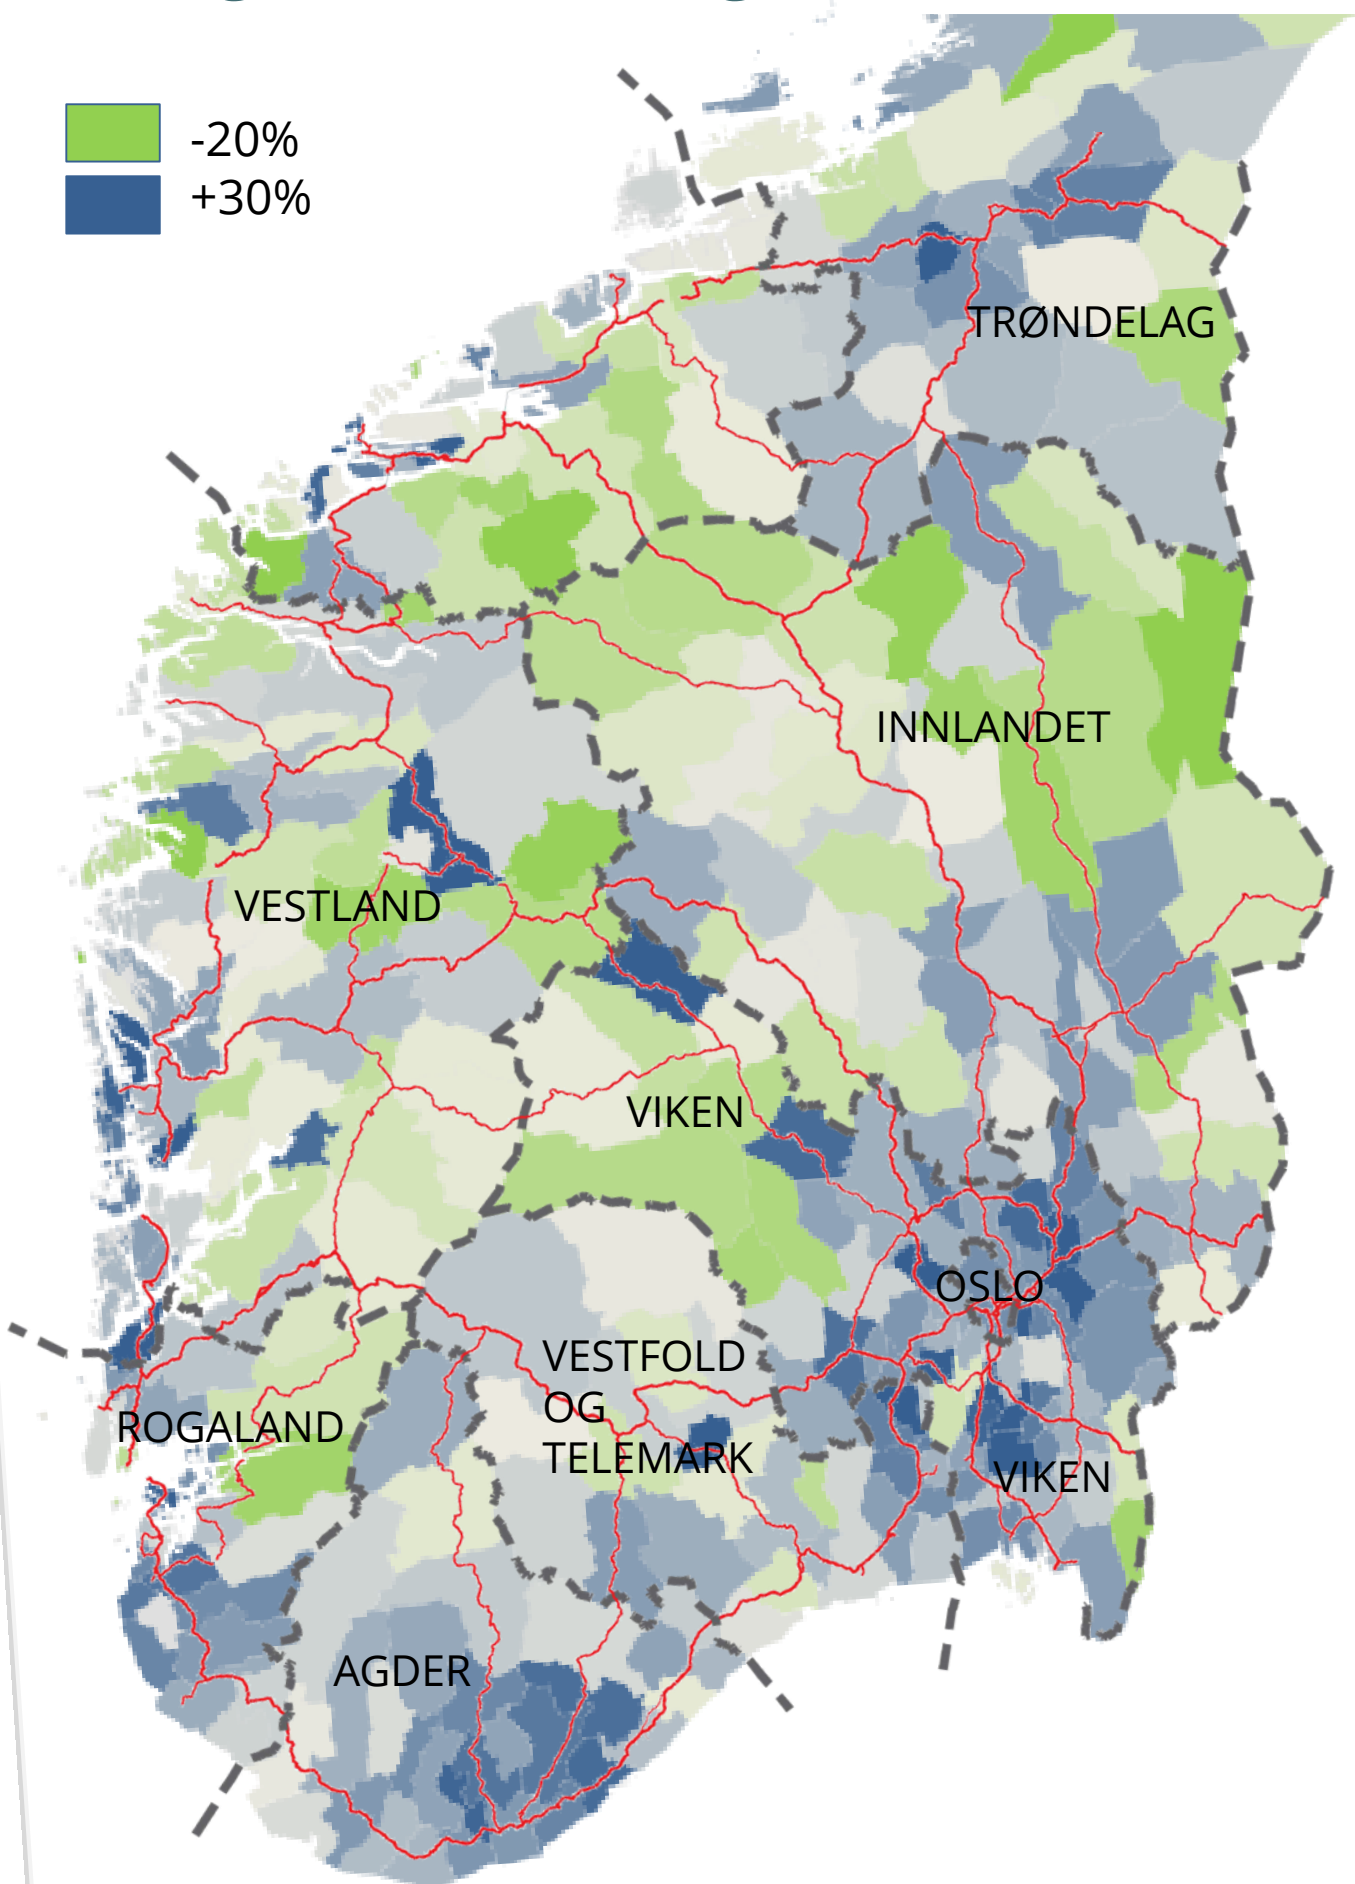 -20%
+30%
TRØNDELAG
INNLANDET
VESTLAND
VIKEN
OSLO
VESTFOLD
OG
TELEMARK
ROGALAND
VIKEN
AGDER